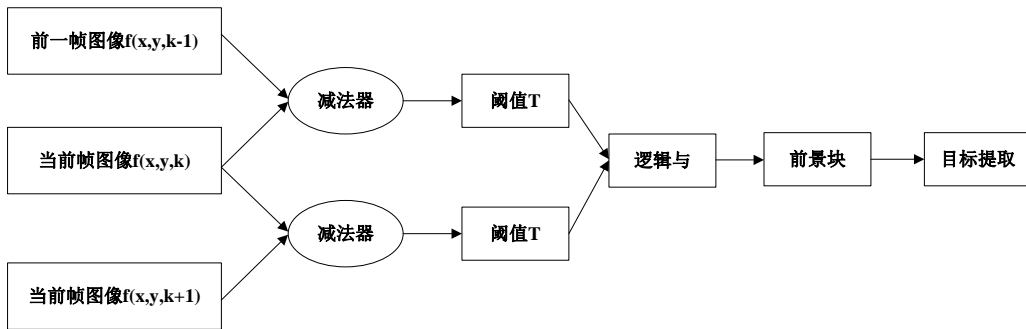 前一帧图像f(x,y,k-1)
减法器
阈值T
当前帧图像f(x,y,k)
逻辑与
前景块
目标提取
减法器
阈值T
当前帧图像f(x,y,k+1)